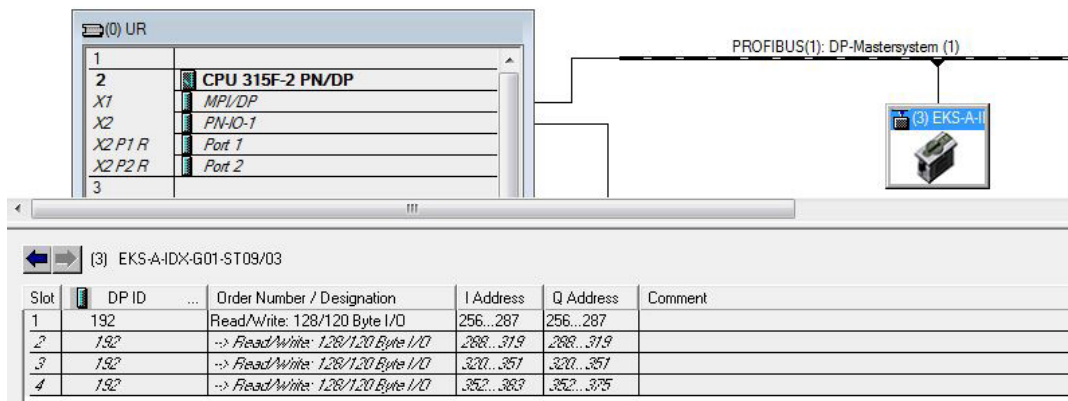 (0) UR
1
2 CPU 315F-2 PN/DP
X1 MPI/DP
X2 PN-IO-1
X2 P1 R Port 1
X2 P2 R Port 2
3
PROFIBUS(1): DP-Mastersystem (1)
(3) EKS-A-I
(3) EKS-A-IDX-G01-ST09/03
Slot DP ID ... Order Number / Designation I Address Q Address Comment
1 192 Read/Write: 128/120 Byte I/O 256...287 256...287
2 192 --> Read/Write: 128/120 Byte I/O 288...319 288...319
3 192 --> Read/Write: 128/120 Byte I/O 320...351 320...351
4 192 --> Read/Write: 128/120 Byte I/O 352...383 352...375